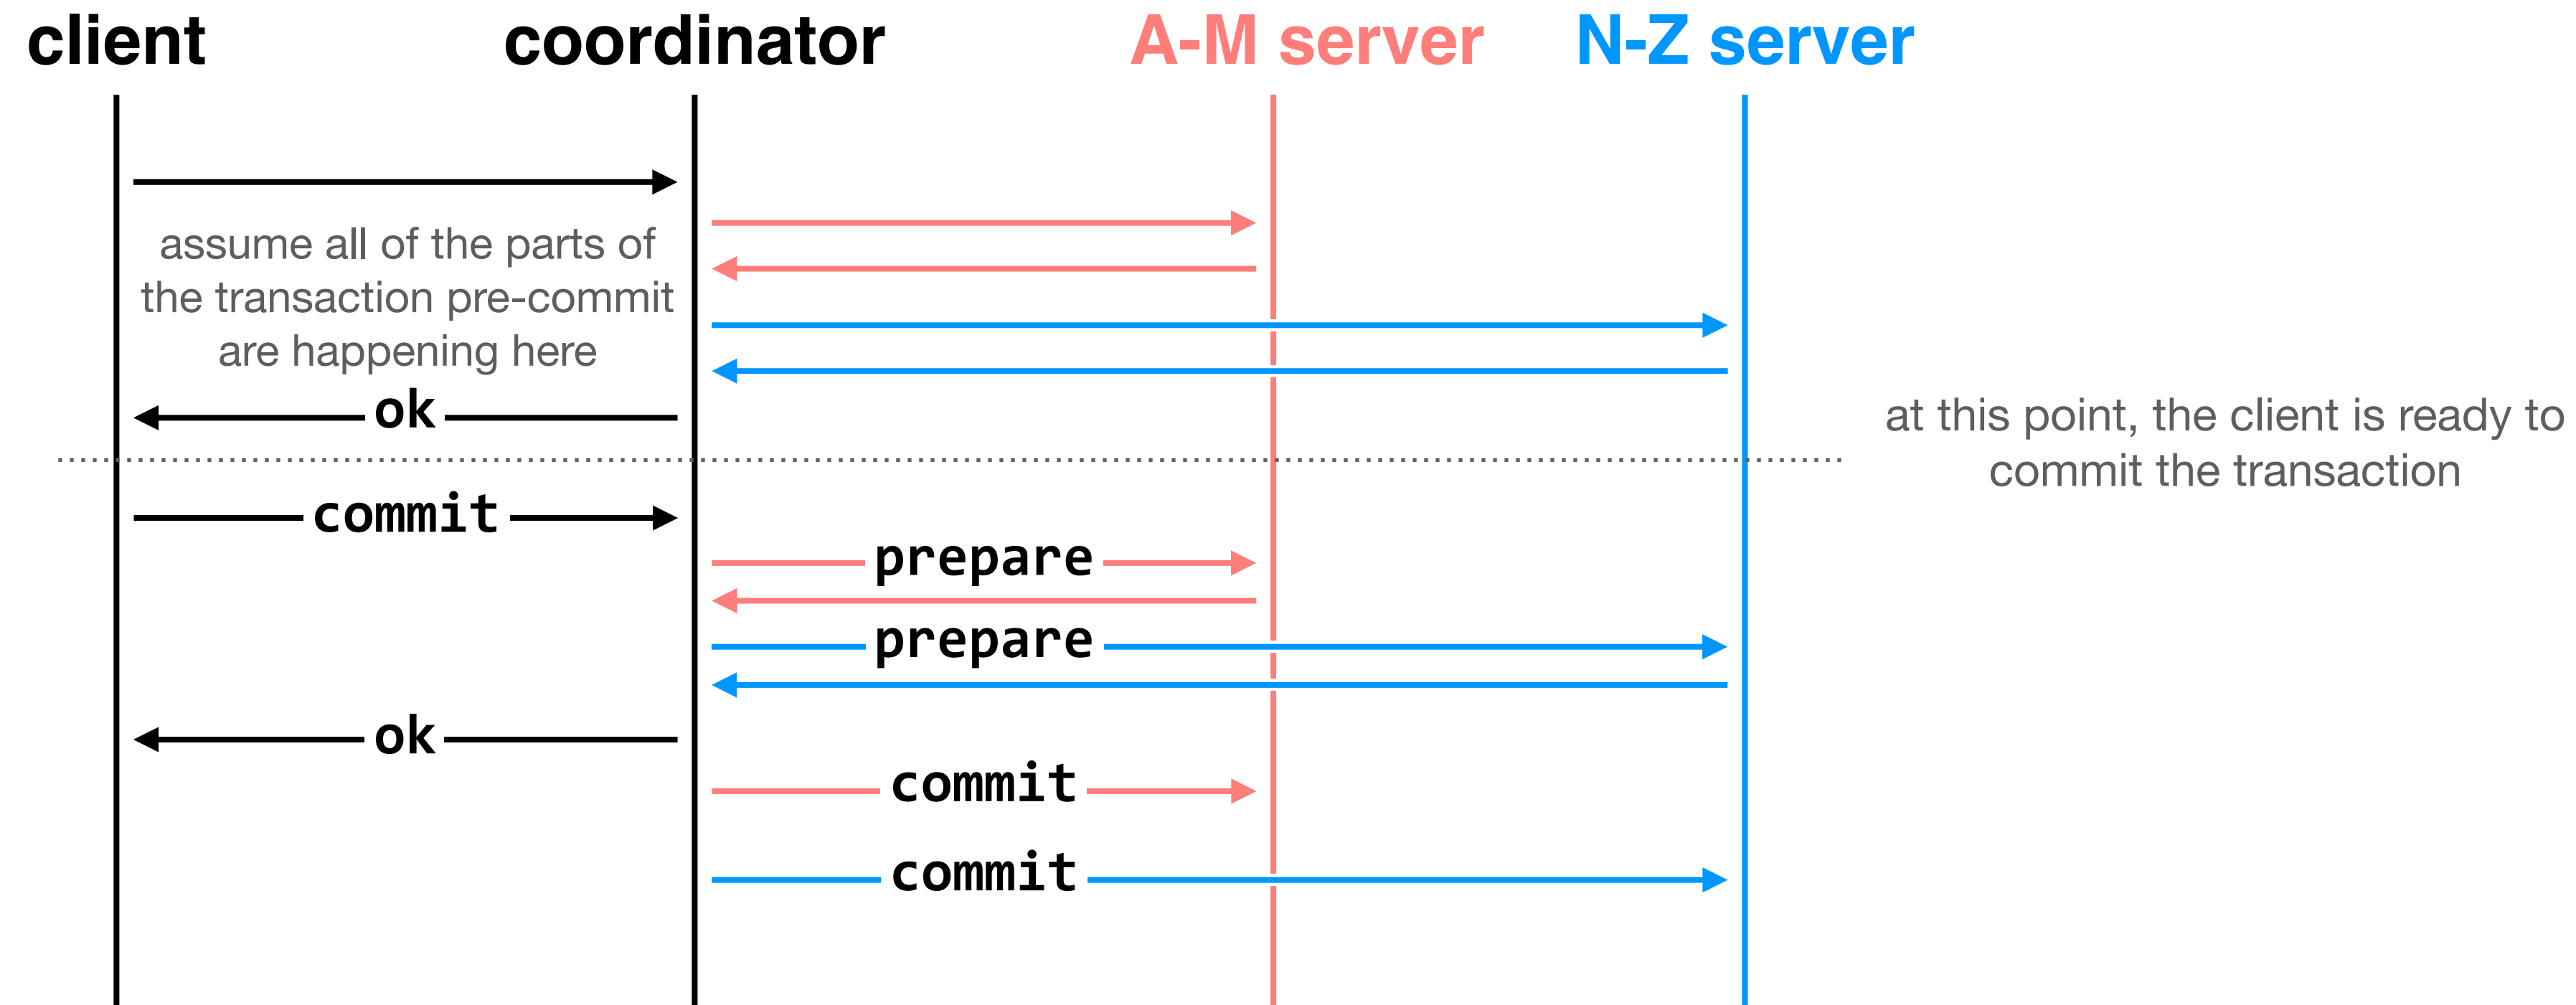 client
coordinator
A-M server
N-Z server
assume all of the parts of
the transaction pre-commit
are happening here
ok
at this point, the client is ready to
commit the transaction
commit
prepare
prepare
ok
commit
commit